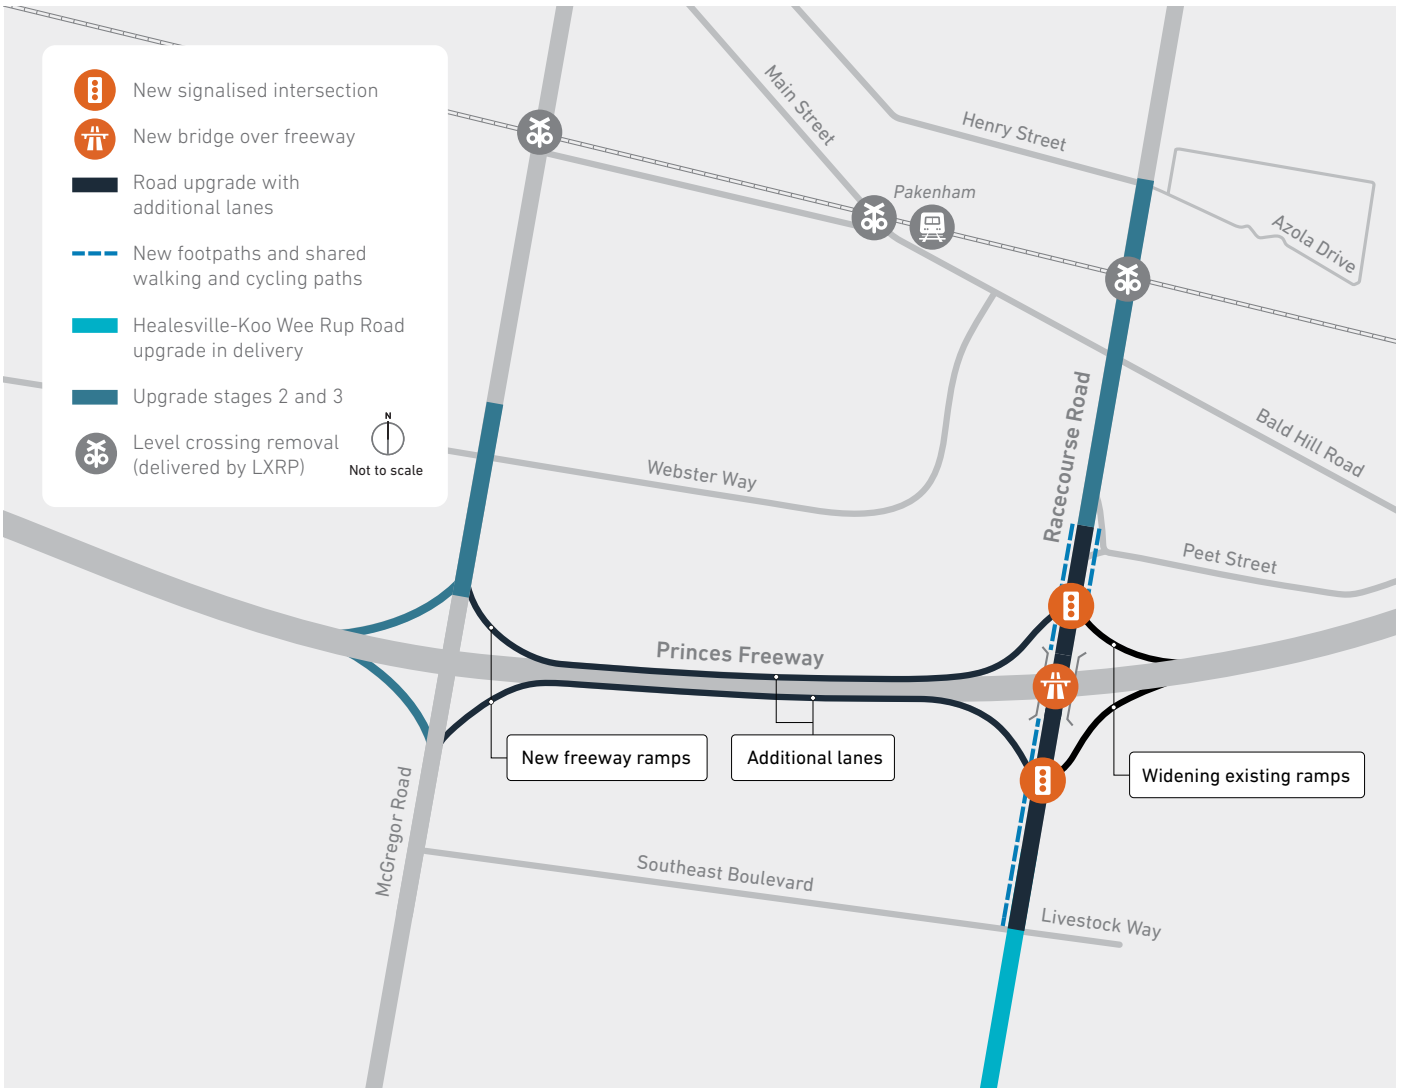 New signalised intersection
New bridge over freeway
Road upgrade with
additional lanes
New footpaths and shared
walking and cycling paths
Healesville-Koo Wee Rup Road
upgrade in delivery
Upgrade stages 2 and 3
Level crossing removal
(delivered by LXRP)
N
Not to scale
Main Street
Henry Street
Pakenham
Azola Drive
Racecourse Road
Bald Hill Road
Webster Way
Peet Street
Princes Freeway
New freeway ramps
Additional lanes
Widening existing ramps
McGregor Road
Southeast Boulevard
Livestock Way